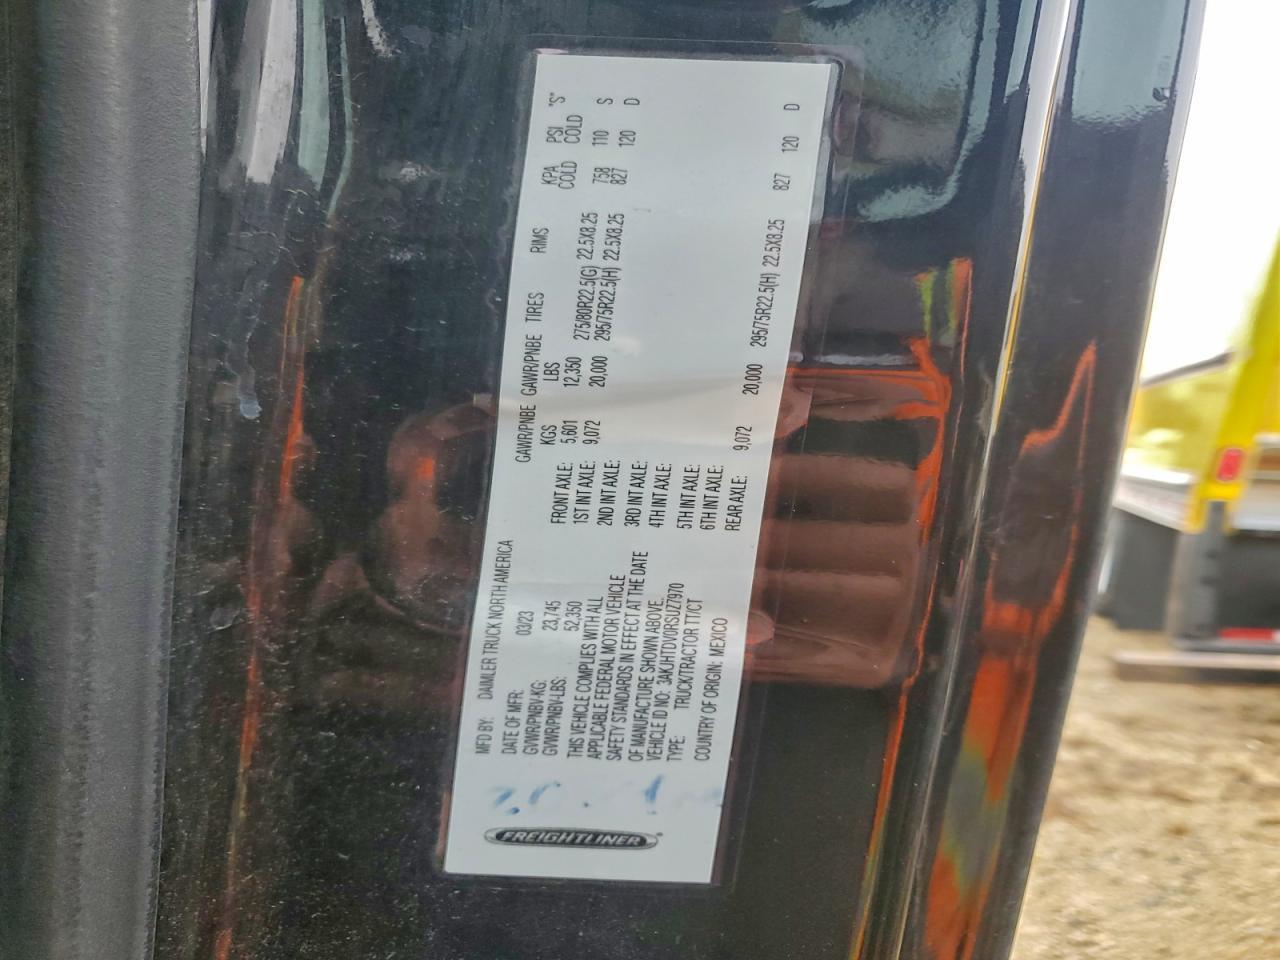 FREIGHTLINER
MFD BY: DAIMLER TRUCK NORTH AMERICA
DATE OF MFR: 03/23
GVWR/PNBV-KG: 23,745
GVWR/PNBV-LBS: 52,350
THIS VEHICLE COMPLIES WITH ALL
APPLICABLE FEDERAL MOTOR VEHICLE
SAFETY STANDARDS IN EFFECT AT THE DATE
OF MANUFACTURE SHOWN ABOVE.
VEHICLE ID NO: 3AKJHTDV0RSUZ7970
TYPE: TRUCK/TRACTOR TT/CT
COUNTRY OF ORIGIN: MEXICO
GAWR/PNBE GAWR/PNBE TIRES RIMS KPA PSI "S"
KGS LBS COLD COLD
FRONT AXLE: 5,601 12,350 275/80R22.5(G) 22.5X8.25 758 110 S
1ST INT AXLE: 9,072 20,000 295/75R22.5(H) 22.5X8.25 827 120 D
2ND INT AXLE:
3RD INT AXLE:
4TH INT AXLE:
5TH INT AXLE:
6TH INT AXLE:
REAR AXLE: 9,072 20,000 295/75R22.5(H) 22.5X8.25 827 120 D